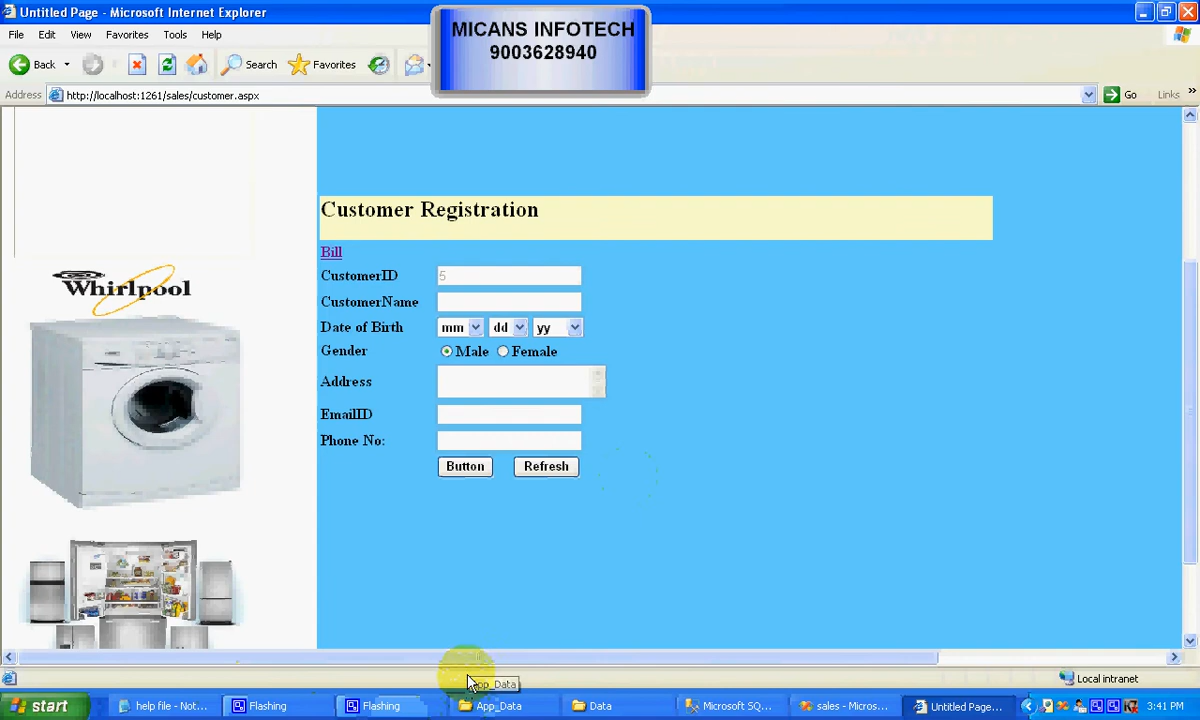 Untitled Page - Microsoft Internet Explorer
MICANS INFOTECH
9003628940
File Edit View Favorites Tools Help
Back Search Favorites
Address http://localhost:1261/sales/customer.aspx Go Links »
Customer Registration
Bill
CustomerID 5
CustomerName
Date of Birth mm dd yy
Gender Male Female
Address
EmailID
Phone No:
Button Refresh
Whirlpool
App_Data
Local intranet
start help file - Not... Flashing Flashing App_Data Data Microsoft SQ... sales - Micros... Untitled Page... 3:41 PM